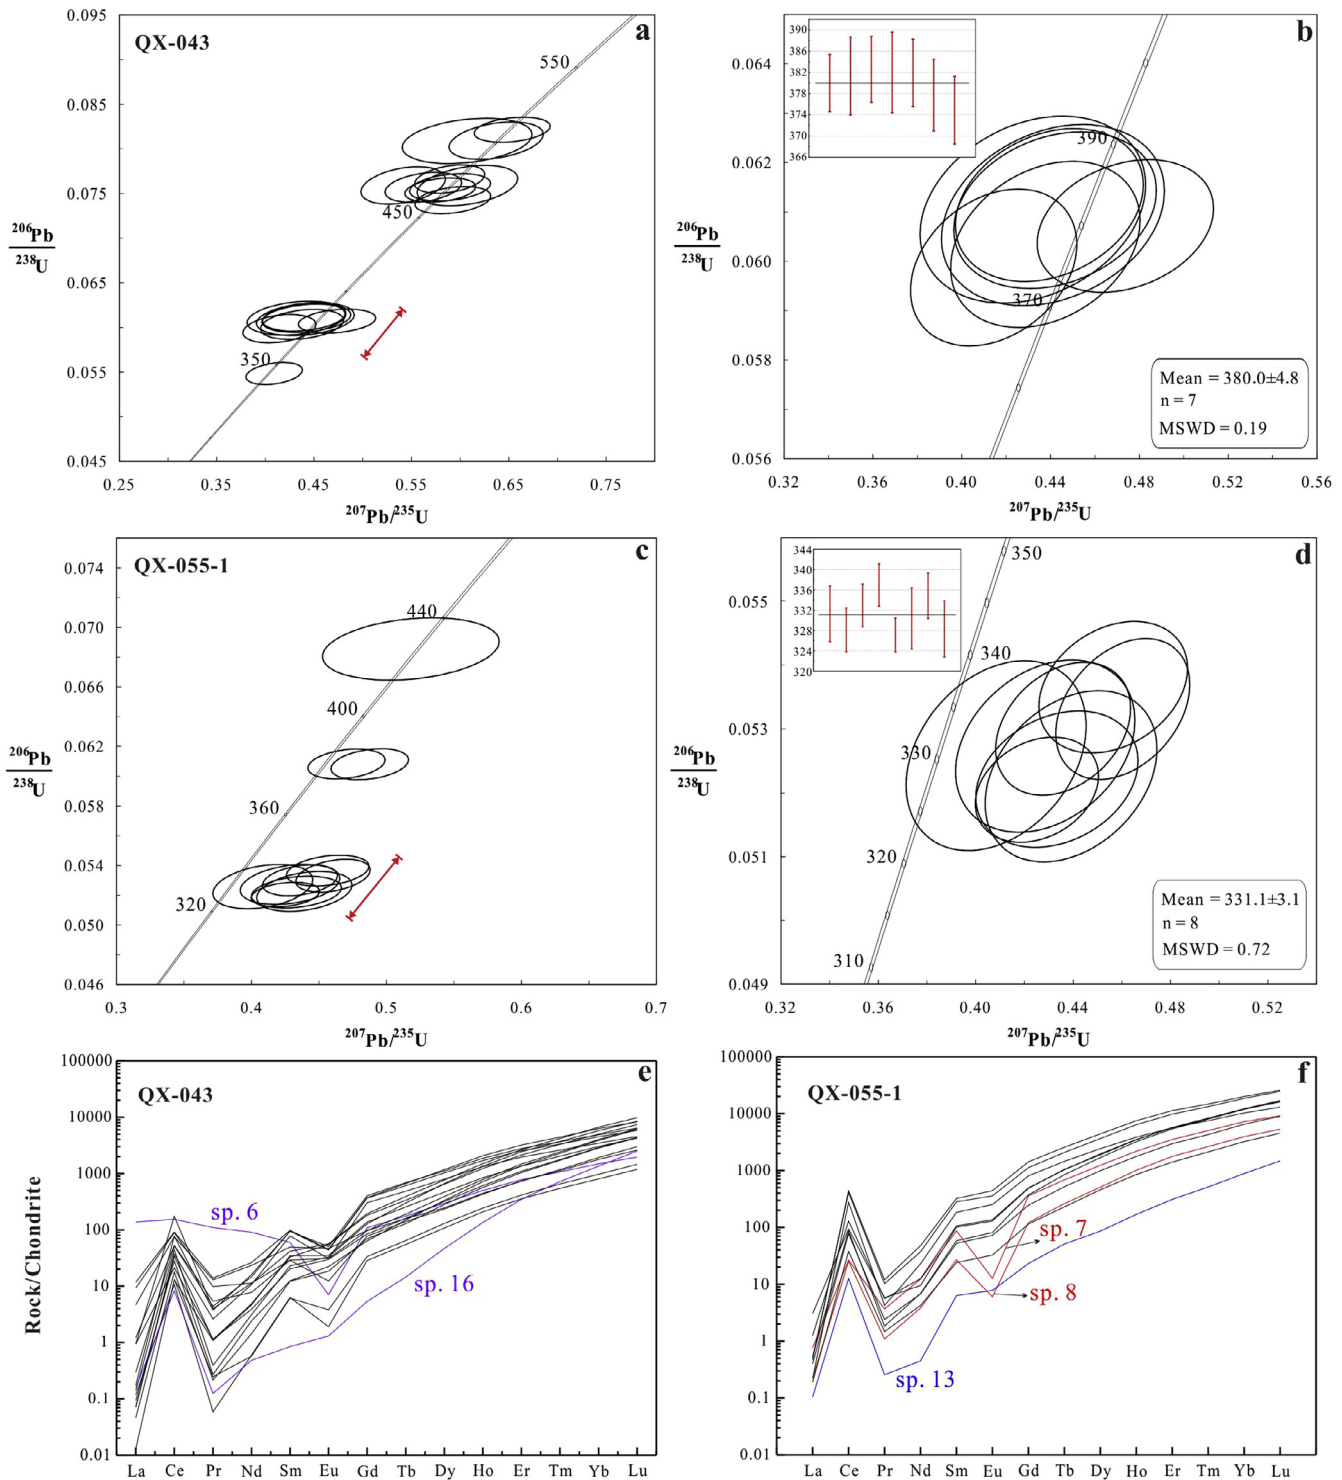 a
QX-043
0.095
0.085
0.075
0.065
0.055
0.045
550
450
350
²⁰⁶Pb
²³⁸U
0.25
0.35
0.45
0.55
0.65
0.75
²⁰⁷Pb/²³⁵U
b
390
386
382
378
374
370
366
0.064
0.062
0.060
0.058
0.056
390
370
²⁰⁶Pb
²³⁸U
Mean = 380.0±4.8
n = 7
MSWD = 0.19
0.32
0.36
0.40
0.44
0.48
0.52
0.56
²⁰⁷Pb/²³⁵U
c
QX-055-1
0.074
0.070
0.066
0.062
0.058
0.054
0.050
0.046
440
400
360
320
²⁰⁶Pb
²³⁸U
0.3
0.4
0.5
0.6
0.7
²⁰⁷Pb/²³⁵U
d
344
340
336
332
328
324
320
0.055
0.053
0.051
0.049
350
340
330
320
310
²⁰⁶Pb
²³⁸U
Mean = 331.1±3.1
n = 8
MSWD = 0.72
0.32
0.36
0.40
0.44
0.48
0.52
²⁰⁷Pb/²³⁵U
e
QX-043
100000
10000
1000
100
10
1
0.1
0.01
Rock/Chondrite
sp. 6
sp. 16
La Ce Pr Nd Sm Eu Gd Tb Dy Ho Er Tm Yb Lu
f
QX-055-1
100000
10000
1000
100
10
1
0.1
0.01
sp. 7
sp. 8
sp. 13
La Ce Pr Nd Sm Eu Gd Tb Dy Ho Er Tm Yb Lu